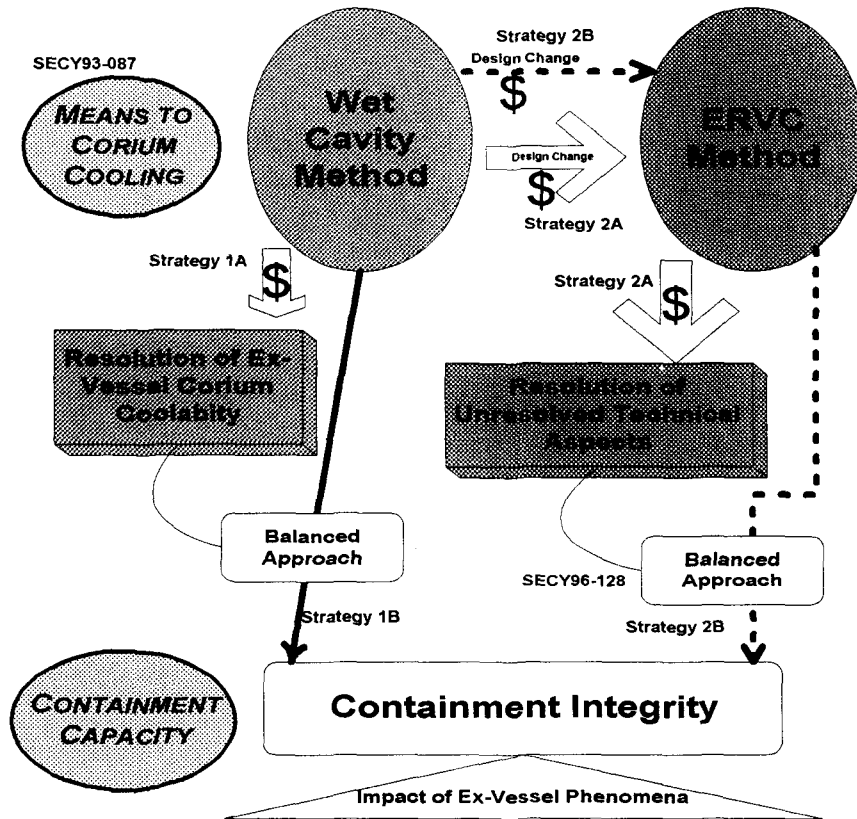 SECY93-087
MEANS TO
CORIUM
COOLING
Wet
Cavity
Method
Strategy 2B
Design Change
$
Design Change
$
Strategy 2A
ERVC
Method
Strategy 1A
$
Strategy 2A
$
Resolution of Ex-
Vessel Corium
Coolabity
Resolution of
Unresolved Technical
Aspects
Balanced
Approach
Balanced
Approach
SECY96-128
Strategy 1B
Strategy 2B
CONTAINMENT
CAPACITY
Containment Integrity
Impact of Ex-Vessel Phenomena